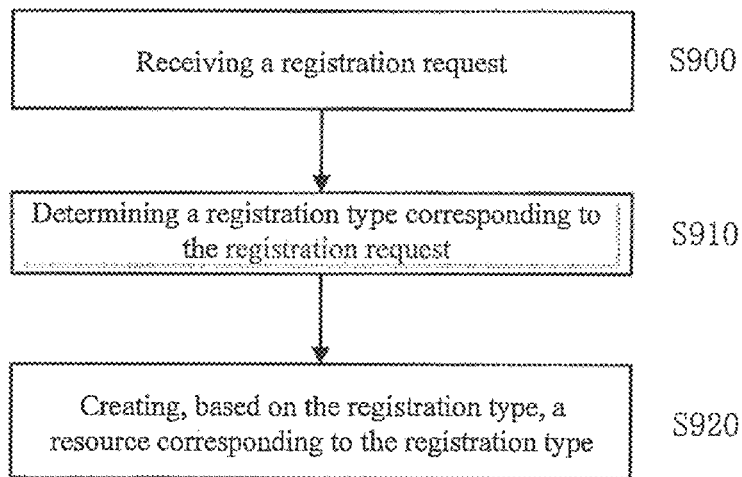 Receiving a registration request
S900
Determining a registration type corresponding to
the registration request
S910
Creating, based on the registration type, a
resource corresponding to the registration type
S920